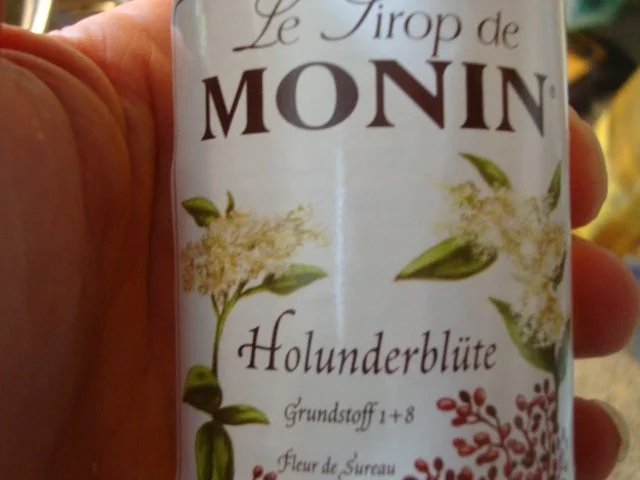 Le Sirop de
MONIN®
Holunderblüte
Grundstoff 1+8
Fleur de Sureau